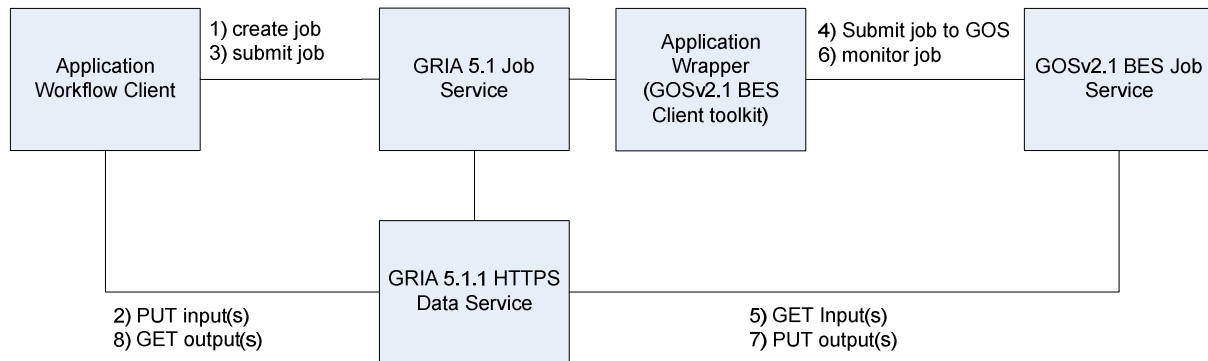 1) create job
3) submit job
Application
Workflow Client
GRIA 5.1 Job
Service
Application
Wrapper
(GOSv2.1 BES
Client toolkit)
4) Submit job to GOS
6) monitor job
GOSv2.1 BES Job
Service
GRIA 5.1.1 HTTPS
Data Service
2) PUT input(s)
8) GET output(s)
5) GET Input(s)
7) PUT output(s)